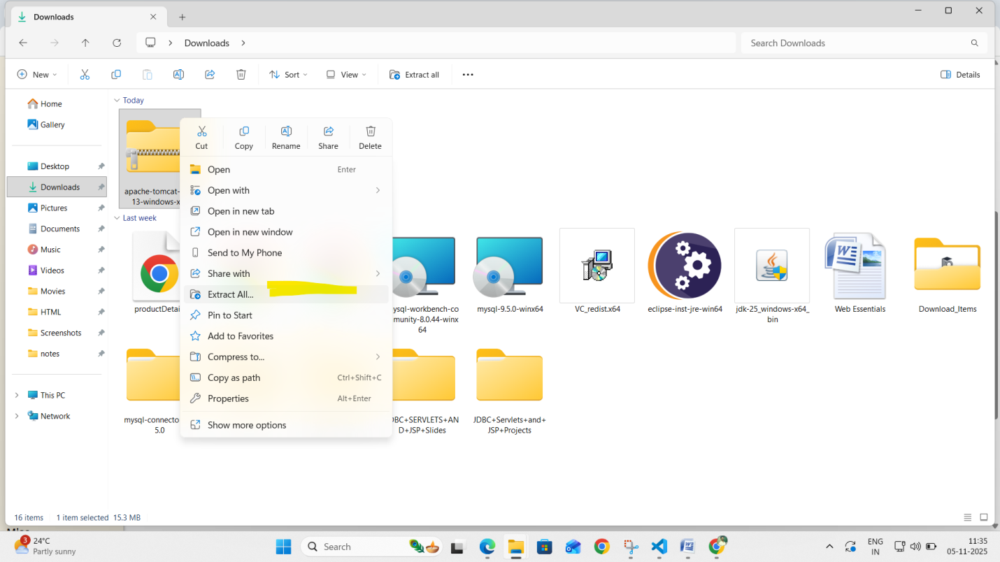 Downloads
Downloads
Search Downloads
New
Sort
View
Extract all
Details
Home
Gallery
Desktop
Downloads
Pictures
Documents
Music
Videos
Movies
HTML
Screenshots
notes
This PC
Network
Today
apache-tomcat-
13-windows-x
Last week
Cut
Copy
Rename
Share
Delete
Open Enter
Open with
Open in new tab
Open in new window
Send to My Phone
Share with
Extract All...
Pin to Start
Add to Favorites
Compress to...
Copy as path Ctrl+Shift+C
Properties Alt+Enter
Show more options
productDetai
ysql-workbench-co
munity-8.0.44-winx
64
mysql-9.5.0-winx64
VC_redist.x64
eclipse-inst-jre-win64
jdk-25_windows-x64_
bin
Web Essentials
Download_Items
mysql-connecto
5.0
DBC+SERVLETS+AN
D+JSP+Slides
JDBC+Servlets+and+
JSP+Projects
16 items 1 item selected 15.3 MB
3
24°C
Partly sunny
Search
ENG
IN
11:35
05-11-2025